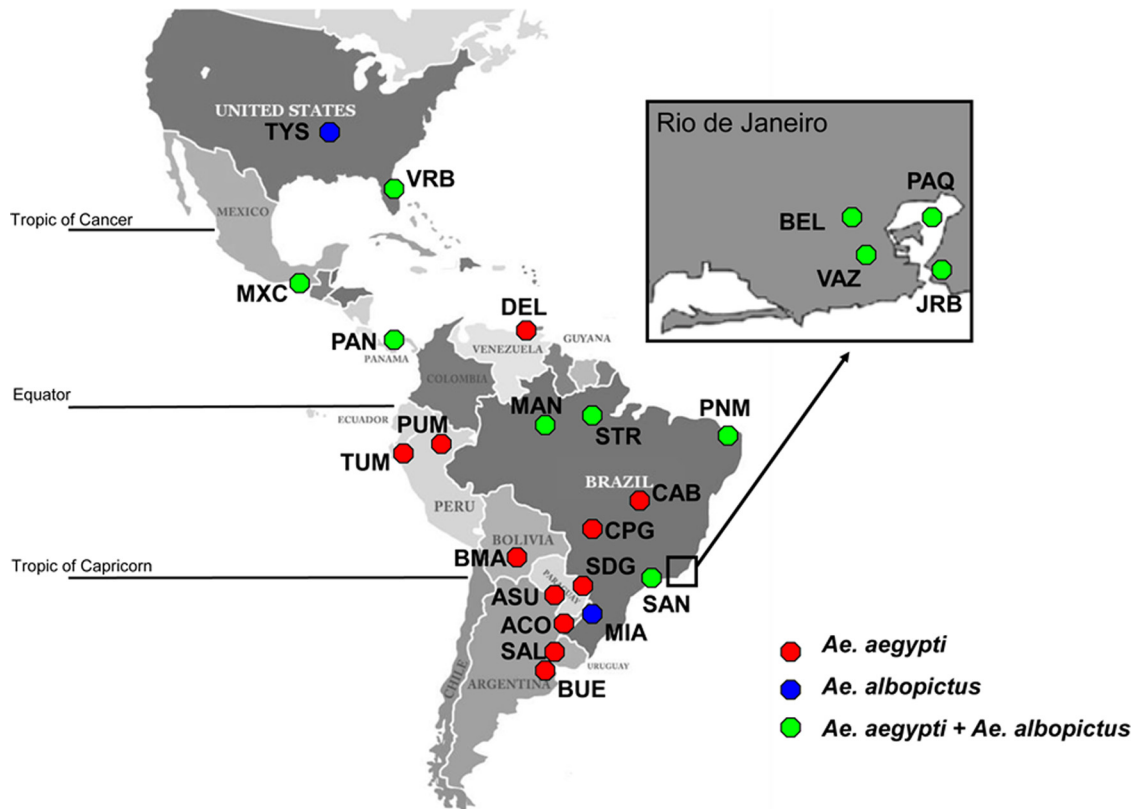 UNITED STATES
TYS
Rio de Janeiro
VRB
PAQ
MEXICO
Tropic of Cancer
BEL
VAZ
MXC
JRB
DEL
PAN
GUYANA
VENEZUELA
PANAMA
COLOMBIA
Equator
MAN
PNM
ECUADOR
PUM
STR
TUM
BRAZIL
CAB
PERU
CPG
BOLIVIA
BMA
SDG
Tropic of Capricorn
PARAGUAY
ASU
SAN
ACO
MIA
SAL
Ae. aegypti
URUGUAY
CHILE
ARGENTINA
BUE
Ae. albopictus
Ae. aegypti + Ae. albopictus